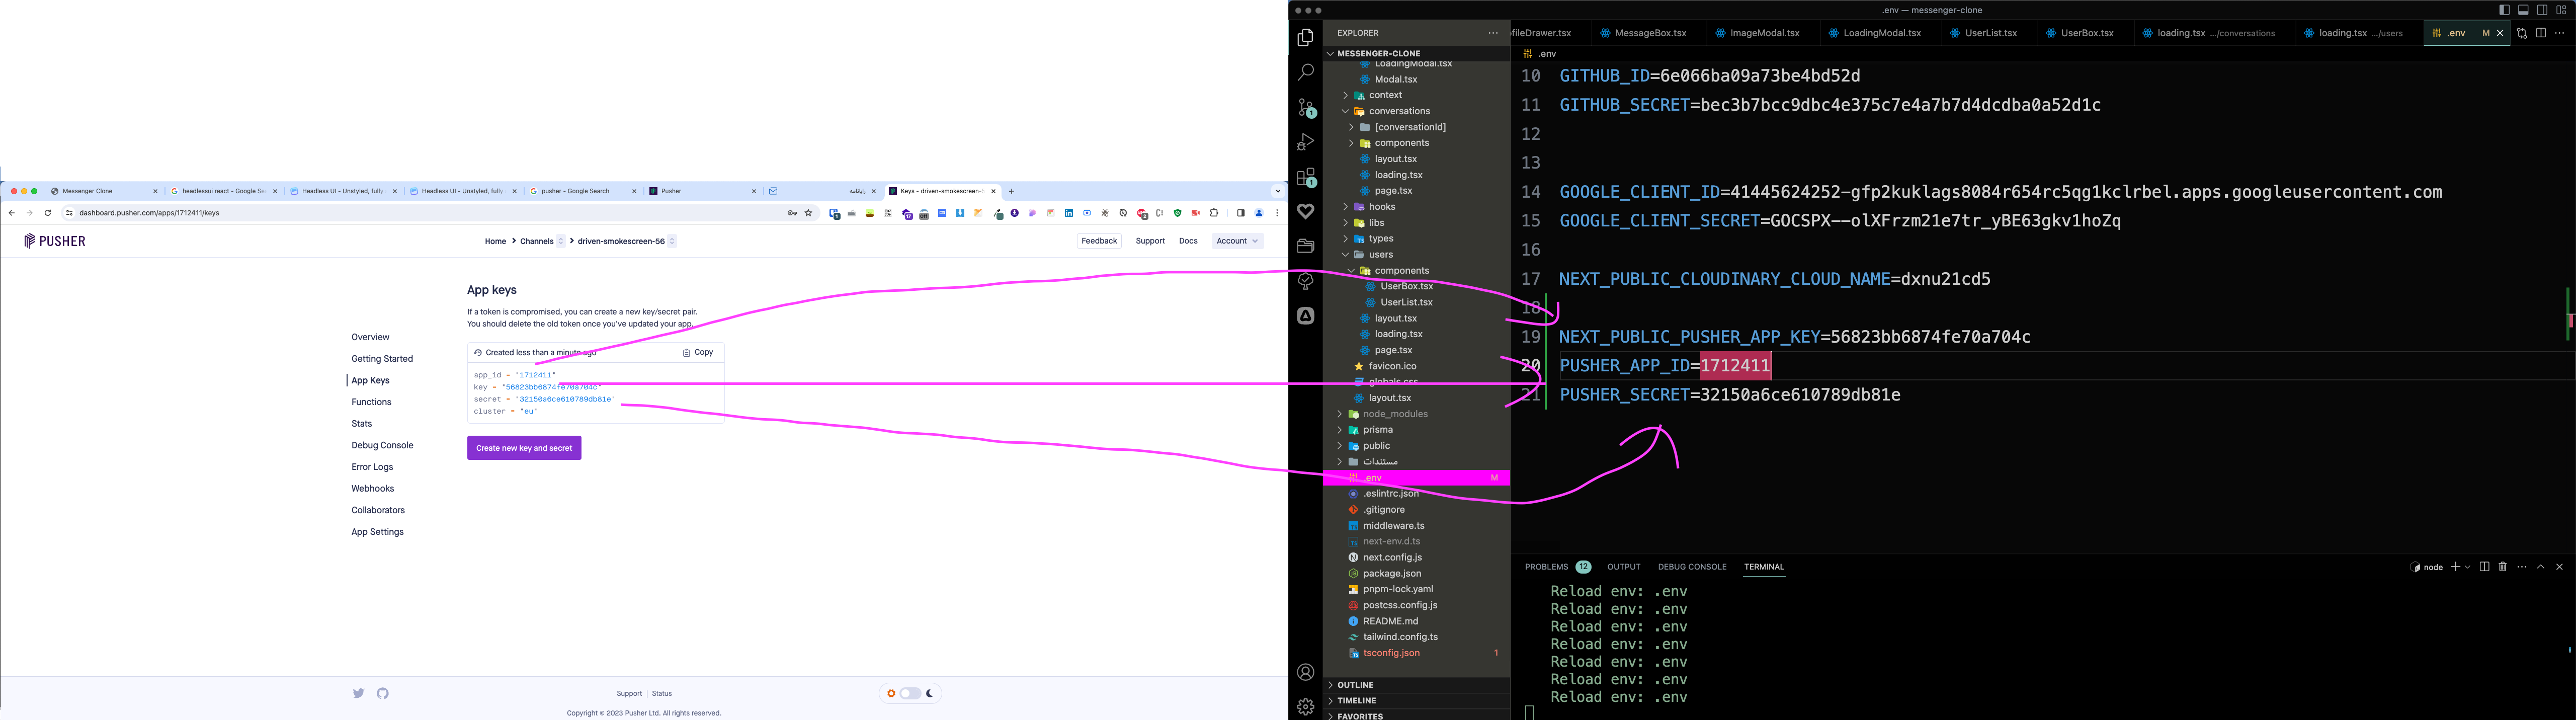 Messenger Clone
headlessui react - Google Se
Headless UI - Unstyled, fully
Headless UI - Unstyled, fully
pusher - Google Search
Pusher
Keys - driven-smokescreen-5
dashboard.pusher.com/apps/1712411/keys
PUSHER
Home > Channels > driven-smokescreen-56
Feedback
Support
Docs
Account
Overview
Getting Started
App Keys
Functions
Stats
Debug Console
Error Logs
Webhooks
Collaborators
App Settings
App keys
If a token is compromised, you can create a new key/secret pair.
You should delete the old token once you've updated your app.
Created less than a minute ago
Copy
app_id = "1712411"
key = "56823bb6874fe70a704c"
secret = "32150a6ce610789db81e"
cluster = "eu"
Create new key and secret
Support | Status
Copyright © 2023 Pusher Ltd. All rights reserved.
.env — messenger-clone
EXPLORER
MESSENGER-CLONE
LoadingModal.tsx
Modal.tsx
context
conversations
[conversationId]
components
layout.tsx
loading.tsx
page.tsx
hooks
libs
types
users
components
UserBox.tsx
UserList.tsx
layout.tsx
loading.tsx
page.tsx
favicon.ico
globals.css
layout.tsx
node_modules
prisma
public
مستندات
.env M
.eslintrc.json
.gitignore
middleware.ts
next-env.d.ts
next.config.js
package.json
pnpm-lock.yaml
postcss.config.js
README.md
tailwind.config.ts
tsconfig.json 1
OUTLINE
TIMELINE
FAVORITES
ofileDrawer.tsx
MessageBox.tsx
ImageModal.tsx
LoadingModal.tsx
UserList.tsx
UserBox.tsx
loading.tsx .../conversations
loading.tsx .../users
.env M
.env
10 GITHUB_ID=6e066ba09a73be4bd52d
11 GITHUB_SECRET=bec3b7bcc9dbc4e375c7e4a7b7d4dcdba0a52d1c
12
13
14 GOOGLE_CLIENT_ID=41445624252-gfp2kuklags8084r654rc5qg1kclrbel.apps.googleusercontent.com
15 GOOGLE_CLIENT_SECRET=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
16
17 NEXT_PUBLIC_CLOUDINARY_CLOUD_NAME=dxnu21cd5
18
19 NEXT_PUBLIC_PUSHER_APP_KEY=56823bb6874fe70a704c
20 PUSHER_APP_ID=1712411
21 PUSHER_SECRET=32150a6ce610789db81e
PROBLEMS 12
OUTPUT
DEBUG CONSOLE
TERMINAL
node
Reload env: .env
Reload env: .env
Reload env: .env
Reload env: .env
Reload env: .env
Reload env: .env
Reload env: .env